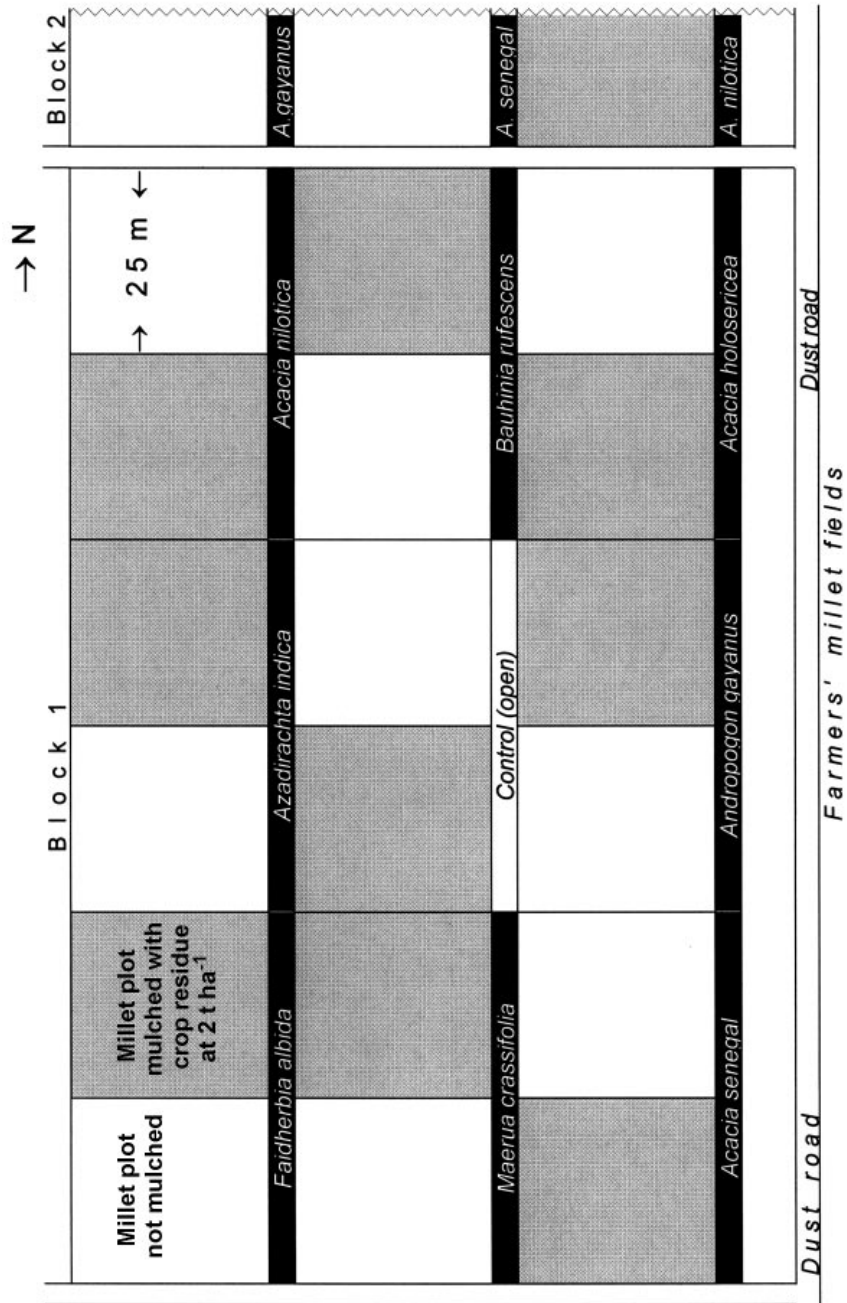 → N
Block 1
Block 2
→ 25 m ←
Millet plot
not mulched
Millet plot
mulched with
crop residue
at 2 t ha⁻¹
Faidherbia albida
Azadirachta indica
Acacia nilotica
A.gayanus
Maerua crassifolia
Control (open)
Bauhinia rufescens
A. senegal
Acacia senegal
Andropogon gayanus
Acacia holosericea
A. nilotica
Dust road
Dust road
Farmers' millet fields